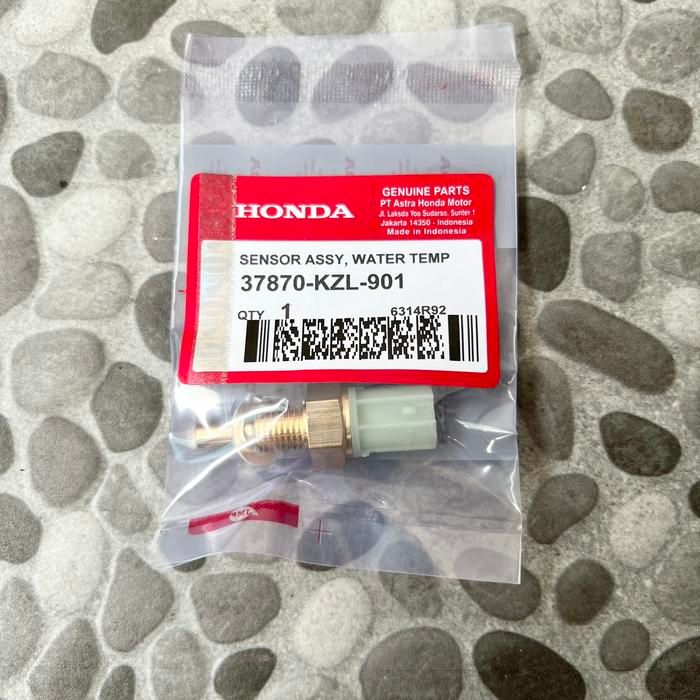 HONDA
GENUINE PARTS
PT Astra Honda Motor
Jl. Laksda Yos Sudarso, Sunter 1
Jakarta 14350 - Indonesia
Made in Indonesia
SENSOR ASSY, WATER TEMP
37870-KZL-901
QTY 1
6314R92